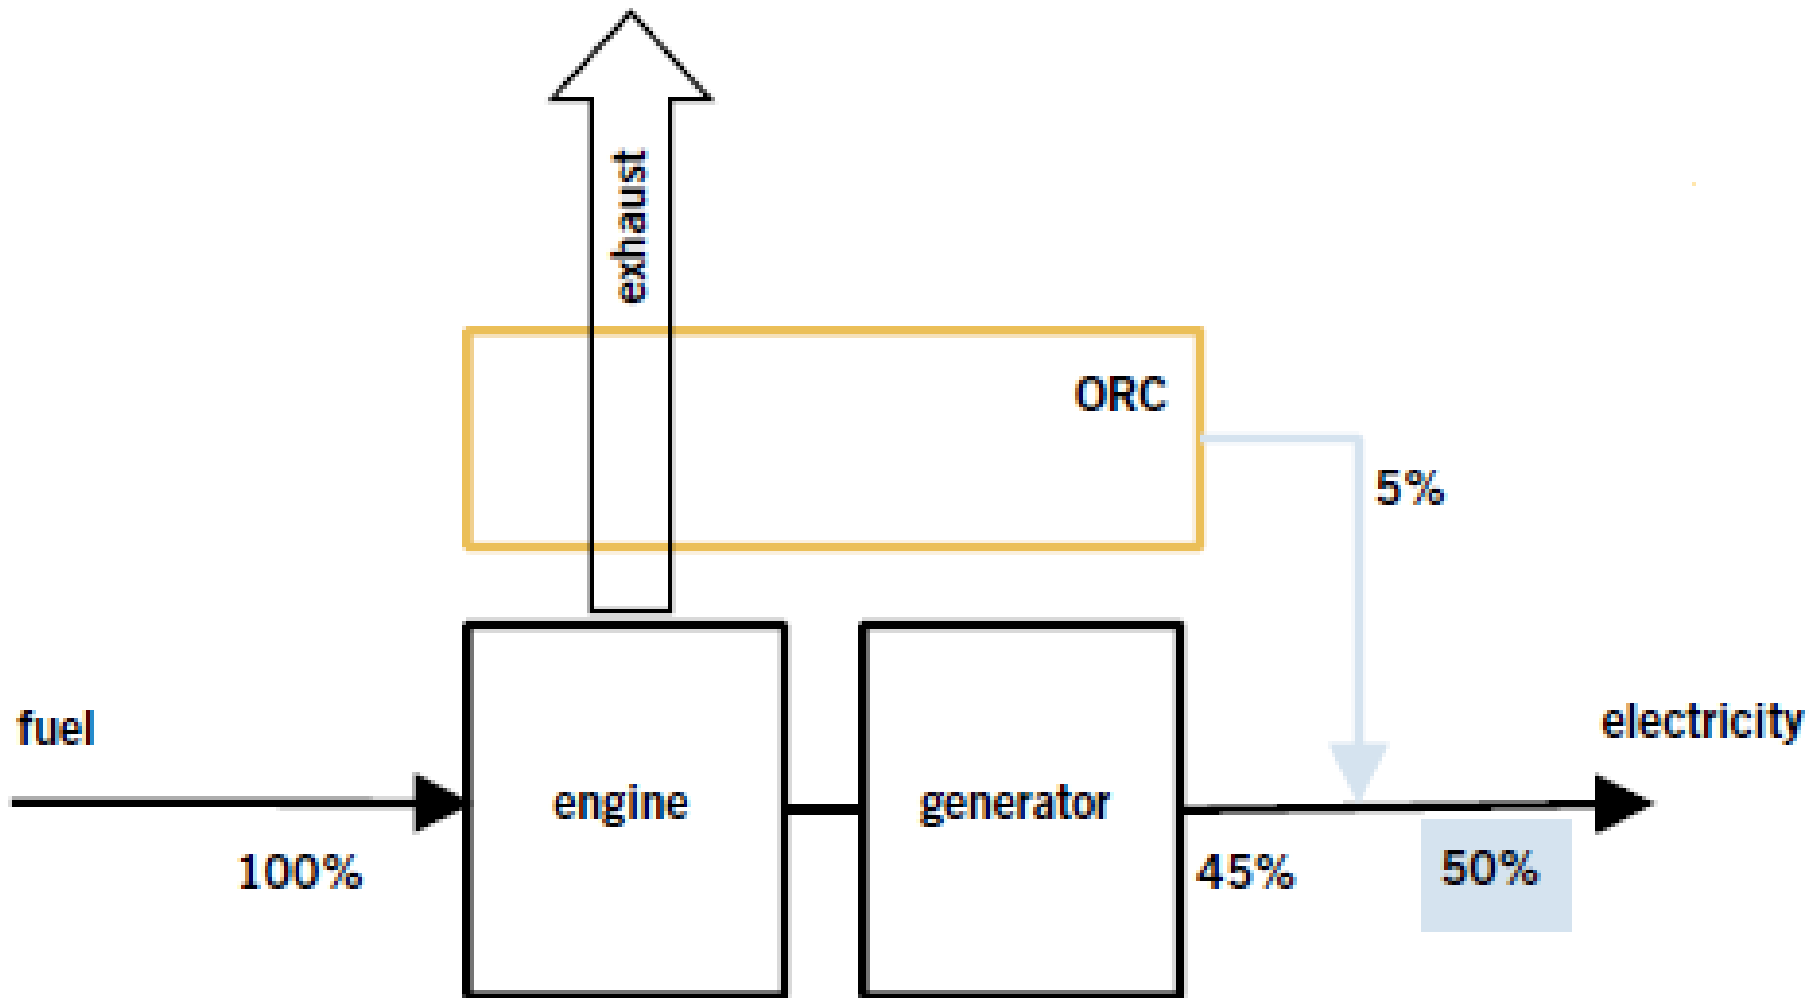 exhaust
ORC
5%
fuel
electricity
engine
generator
100%
45%
50%